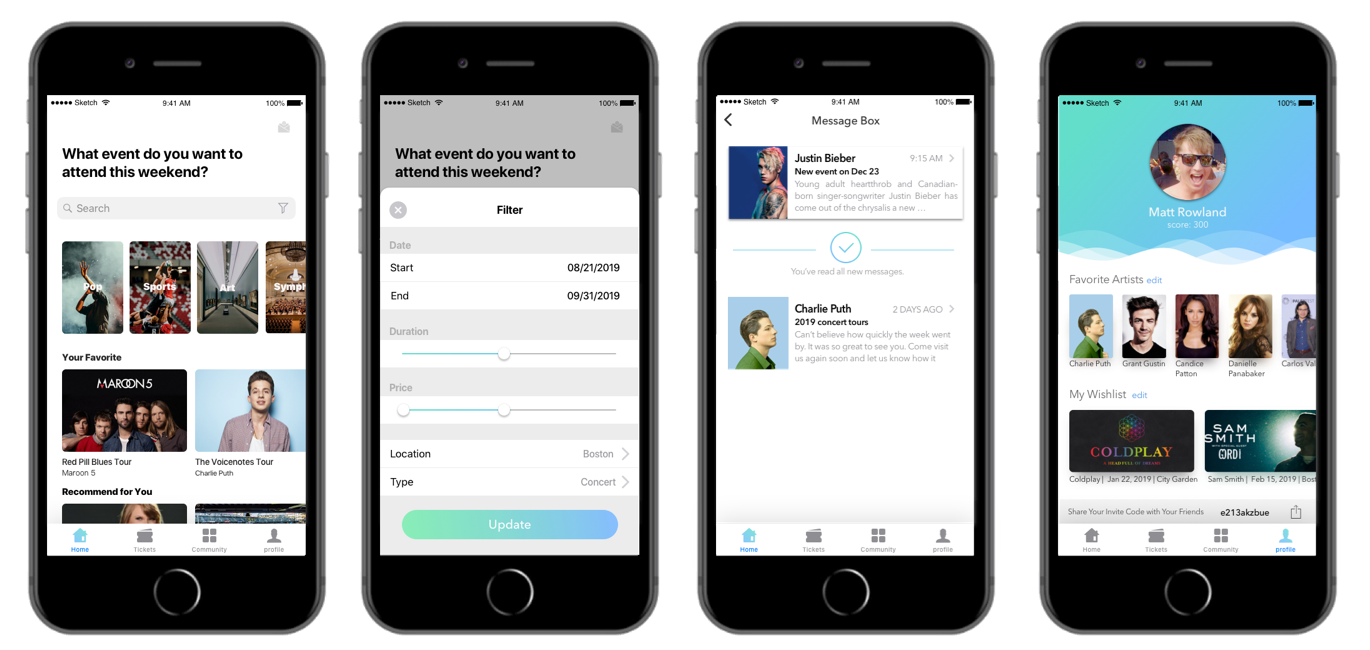 Sketch 9:41 AM 100%
What event do you want to
attend this weekend?
Search
Pop Sports Art Symph
Your Favorite
MAROON 5
Red Pill Blues Tour The Voicenotes Tour
Maroon 5 Charlie Puth
Recommend for You
Home Tickets Community profile
Sketch 9:41 AM 100%
What event do you want to
attend this weekend?
Filter
Date
Start 08/21/2019
End 09/31/2019
Duration
Price
Location Boston
Type Concert
Update
Sketch 9:41 AM 100%
Message Box
Justin Bieber 9:15 AM
New event on Dec 23
Young adult heartthrob and Canadian-
born singer-songwriter Justin Bieber has
come out of the chrysalis a new ...
You've read all new messages.
Charlie Puth 2 DAYS AGO
2019 concert tours
Can't believe how quickly the week went
by. It was so great to see you. Come visit
us again soon and let us know how it
Home Tickets Community profile
Sketch 9:41 AM 100%
Matt Rowland
score: 300
Favorite Artists edit
Charlie Puth Grant Gustin Candice Danielle Carlos Val
Patton Panabaker
My Wishlist edit
COLDPLAY
A HEAD FULL OF DREAMS
SAM
SMITH
WITH SPECIAL GUEST
Coldplay | Jan 22, 2019 | City Garden Sam Smith | Feb 15, 2019 | Bost
Share Your Invite Code with Your Friends e213akzbue
Home Tickets Community profile